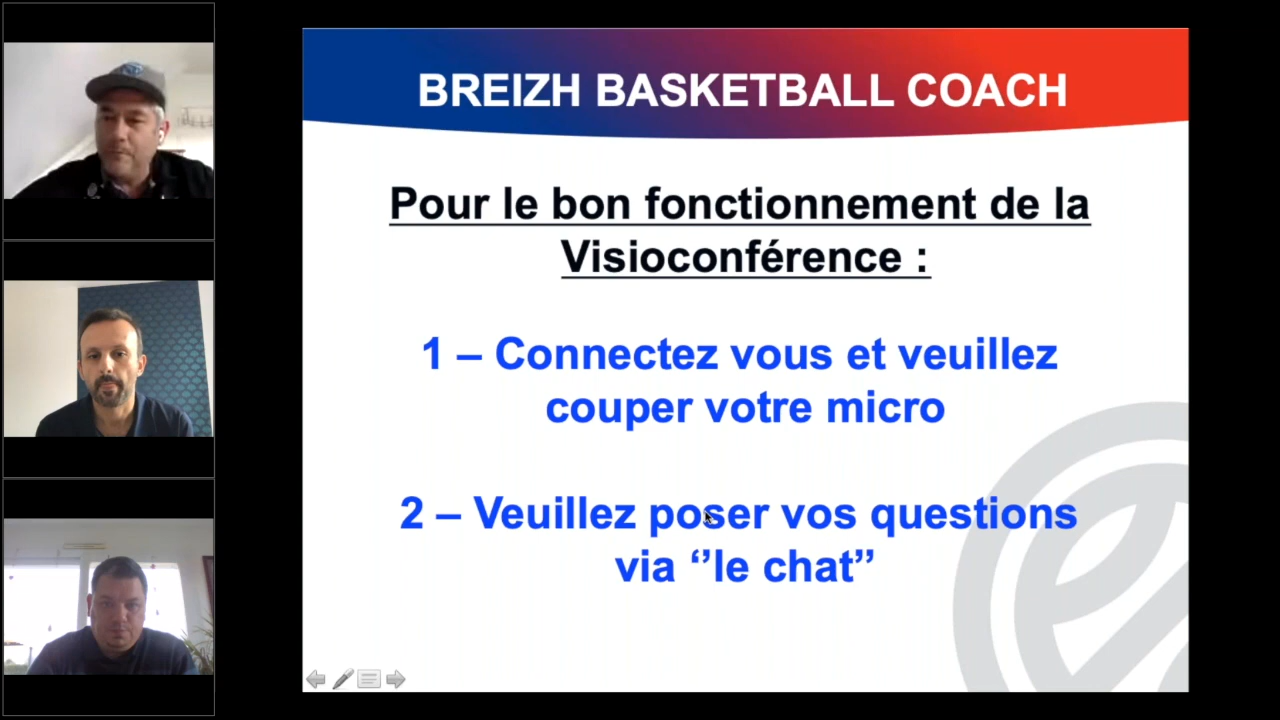 BREIZH BASKETBALL COACH
Pour le bon fonctionnement de la
Visioconférence :
1 – Connectez vous et veuillez
couper votre micro
2 – Veuillez poser vos questions
via ‘’le chat’’